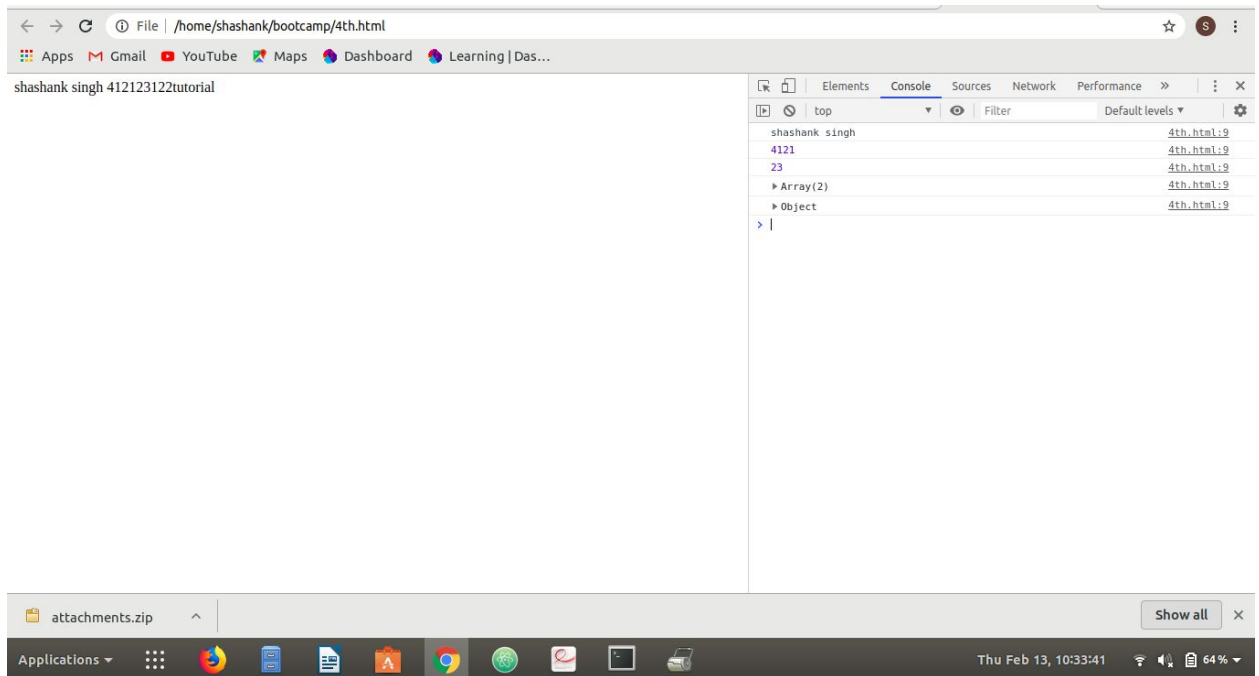 File | /home/shashank/bootcamp/4th.html S
Apps Gmail YouTube Maps Dashboard Learning | Das...
shashank singh 412123122tutorial
Elements Console Sources Network Performance »
top Filter Default levels ▼
shashank singh 4th.html:9
4121 4th.html:9
23 4th.html:9
▶ Array(2) 4th.html:9
▶ Object 4th.html:9
>
attachments.zip Show all
Applications Thu Feb 13, 10:33:41 64%